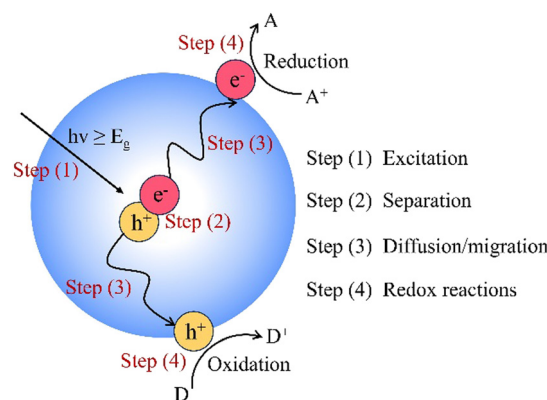 A
Step (4)
Reduction
e⁻
A⁺
hν ≥ E_g
Step (3)
Step (1)
Step (1) Excitation
e⁻
h⁺
Step (2)
Step (2) Separation
Step (3) Diffusion/migration
Step (3)
Step (4) Redox reactions
h⁺
D⁺
Step (4)
Oxidation
D